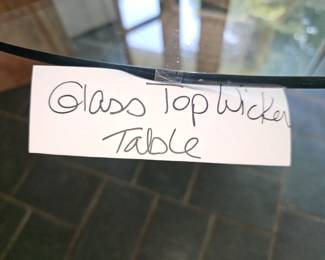 Glass Top Wicker
Table